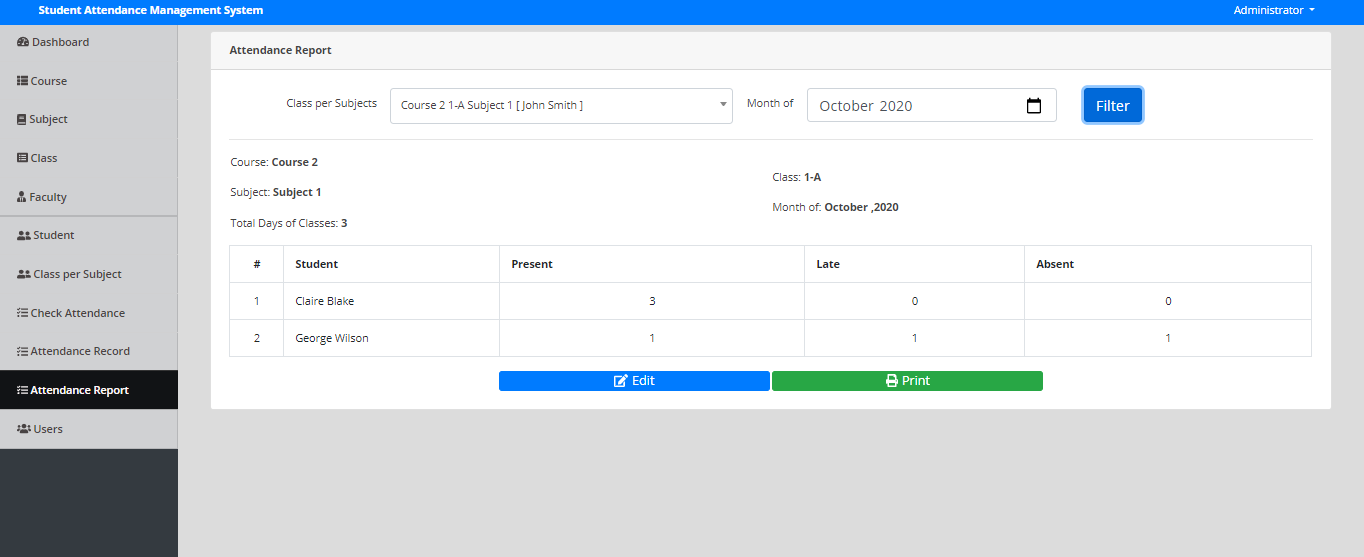 Student Attendance Management System
Administrator
Dashboard
Course
Subject
Class
Faculty
Student
Class per Subject
Check Attendance
Attendance Record
Attendance Report
Users
Attendance Report
Class per Subjects Course 2 1-A Subject 1 [ John Smith ] Month of October 2020 Filter
Course: Course 2
Subject: Subject 1
Total Days of Classes: 3
Class: 1-A
Month of: October ,2020
# Student Present Late Absent
1 Claire Blake 3 0 0
2 George Wilson 1 1 1
Edit Print